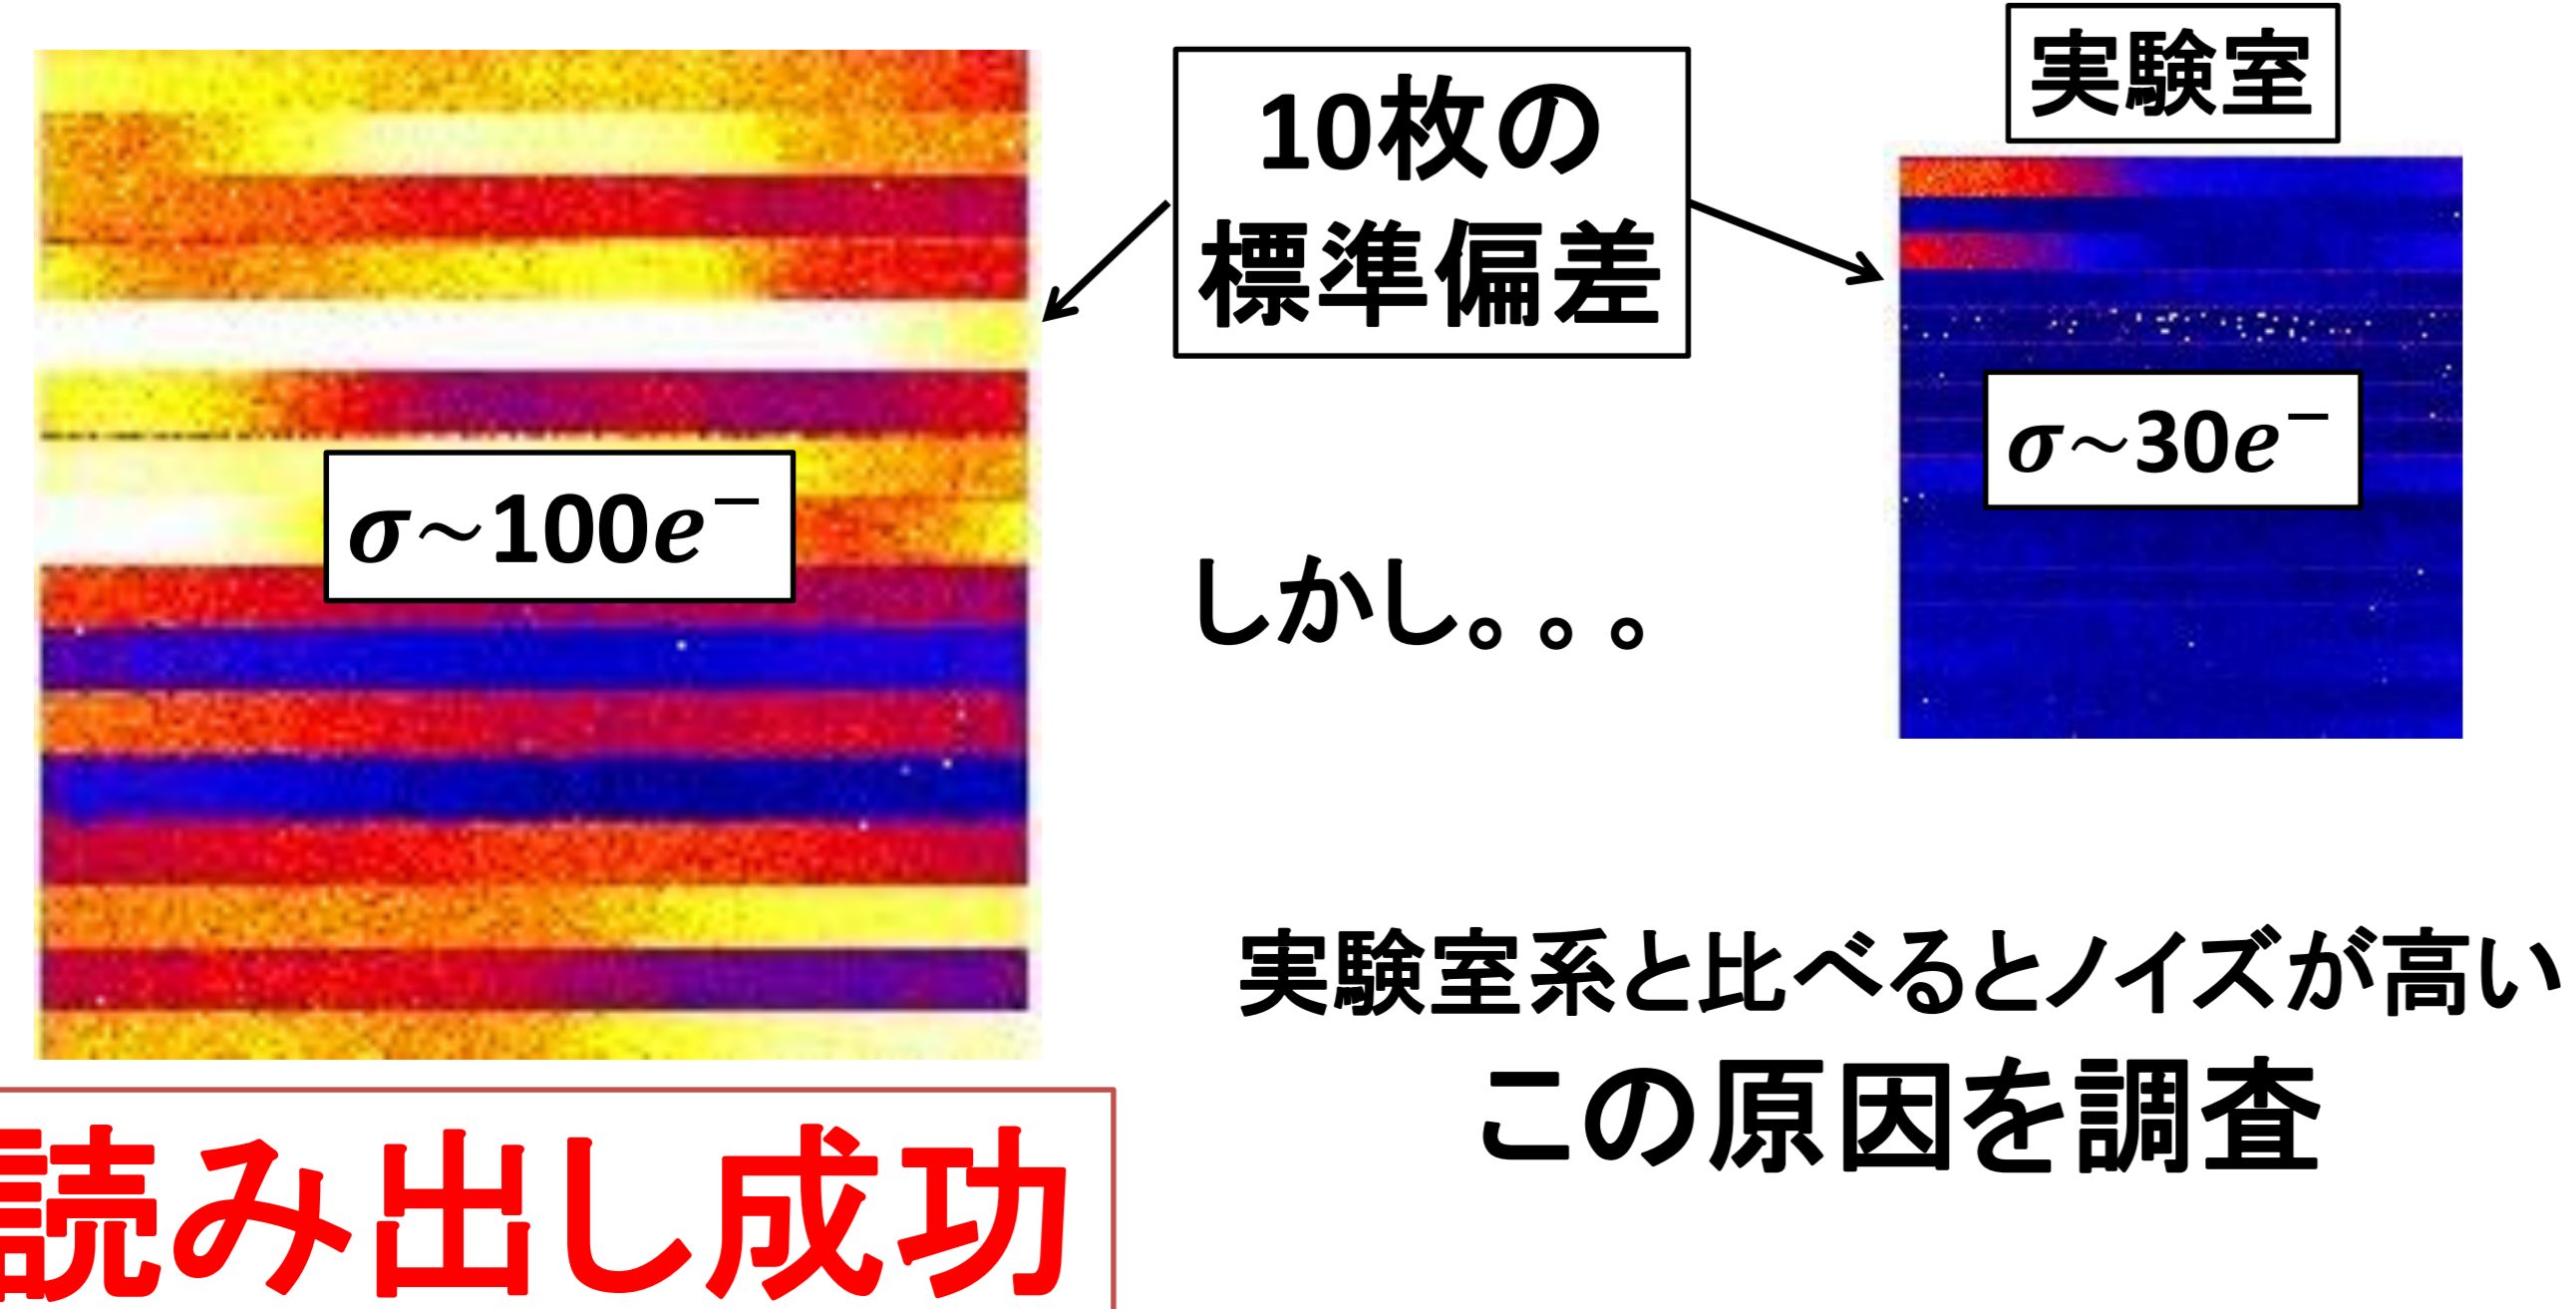 10枚の
標準偏差
実験室
σ~100e⁻
σ~30e⁻
しかし。。。
実験室系と比べるとノイズが高い
この原因を調査
読み出し成功